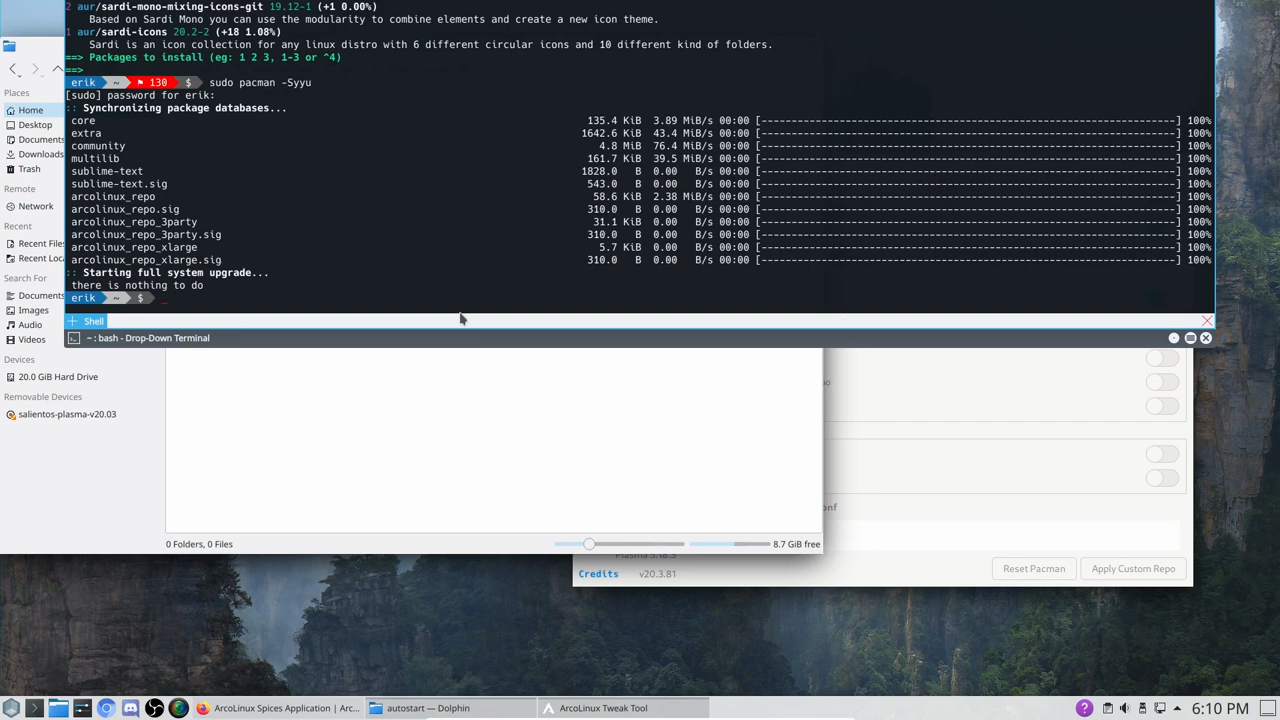 2 aur/sardi-mono-mixing-icons-git 19.12-1 (+1 0.00%)
Based on Sardi Mono you can use the modularity to combine elements and create a new icon theme.
1 aur/sardi-icons 20.2-2 (+18 1.08%)
Sardi is an icon collection for any linux distro with 6 different circular icons and 10 different kind of folders.
==> Packages to install (eg: 1 2 3, 1-3 or ^4)
==>
erik ~ 130 $ sudo pacman -Syyu
[sudo] password for erik:
:: Synchronizing package databases...
core 135.4 KiB 3.89 MiB/s 00:00 [----------------------------------------------------------------------] 100%
extra 1642.6 KiB 43.4 MiB/s 00:00 [----------------------------------------------------------------------] 100%
community 4.8 MiB 76.4 MiB/s 00:00 [----------------------------------------------------------------------] 100%
multilib 161.7 KiB 39.5 MiB/s 00:00 [----------------------------------------------------------------------] 100%
sublime-text 1828.0 B 0.00 B/s 00:00 [----------------------------------------------------------------------] 100%
sublime-text.sig 543.0 B 0.00 B/s 00:00 [----------------------------------------------------------------------] 100%
arcolinux_repo 58.6 KiB 2.38 MiB/s 00:00 [----------------------------------------------------------------------] 100%
arcolinux_repo.sig 310.0 B 0.00 B/s 00:00 [----------------------------------------------------------------------] 100%
arcolinux_repo_3party 31.1 KiB 0.00 B/s 00:00 [----------------------------------------------------------------------] 100%
arcolinux_repo_3party.sig 310.0 B 0.00 B/s 00:00 [----------------------------------------------------------------------] 100%
arcolinux_repo_xlarge 5.7 KiB 0.00 B/s 00:00 [----------------------------------------------------------------------] 100%
arcolinux_repo_xlarge.sig 310.0 B 0.00 B/s 00:00 [----------------------------------------------------------------------] 100%
:: Starting full system upgrade...
there is nothing to do
erik ~ $ _
Shell
~ : bash - Drop-Down Terminal
Places
Home
Desktop
Documents
Downloads
Trash
Remote
Network
Recent
Recent Files
Recent Loca
Search For
Documents
Images
Audio
Videos
Devices
20.0 GiB Hard Drive
Removable Devices
salientos-plasma-v20.03
0 Folders, 0 Files
8.7 GiB free
onf
Credits
v20.3.81
Reset Pacman
Apply Custom Repo
ArcoLinux Spices Application | Arc...
autostart — Dolphin
ArcoLinux Tweak Tool
6:10 PM